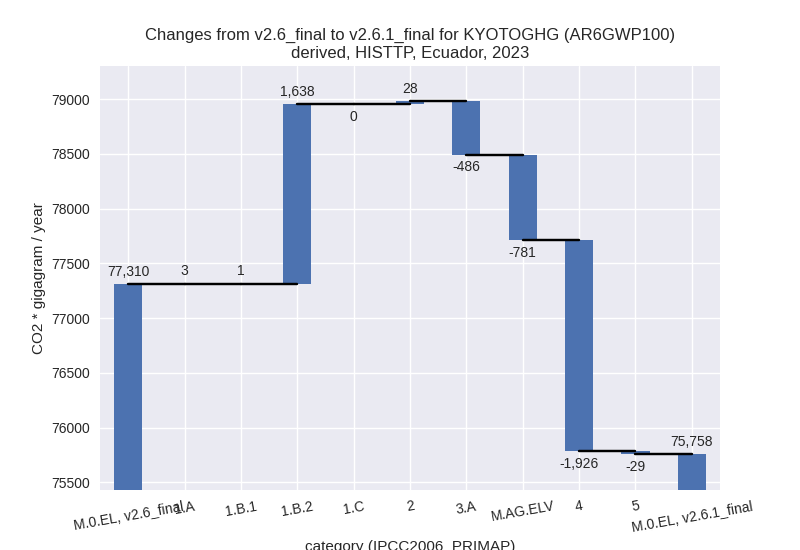 Changes from v2.6_final to v2.6.1_final for KYOTOGHG (AR6GWP100)
derived, HISTTP, Ecuador, 2023
CO2 * gigagram / year
79000
78500
78000
77500
77000
76500
76000
75500
77,310
3
1
1,638
0
28
-486
-781
-1,926
-29
75,758
M.0.EL, v2.6_final
1.A
1.B.1
1.B.2
1.C
2
3.A
M.AG.ELV
4
5
M.0.EL, v2.6.1_final
category (IPCC2006_PRIMAP)